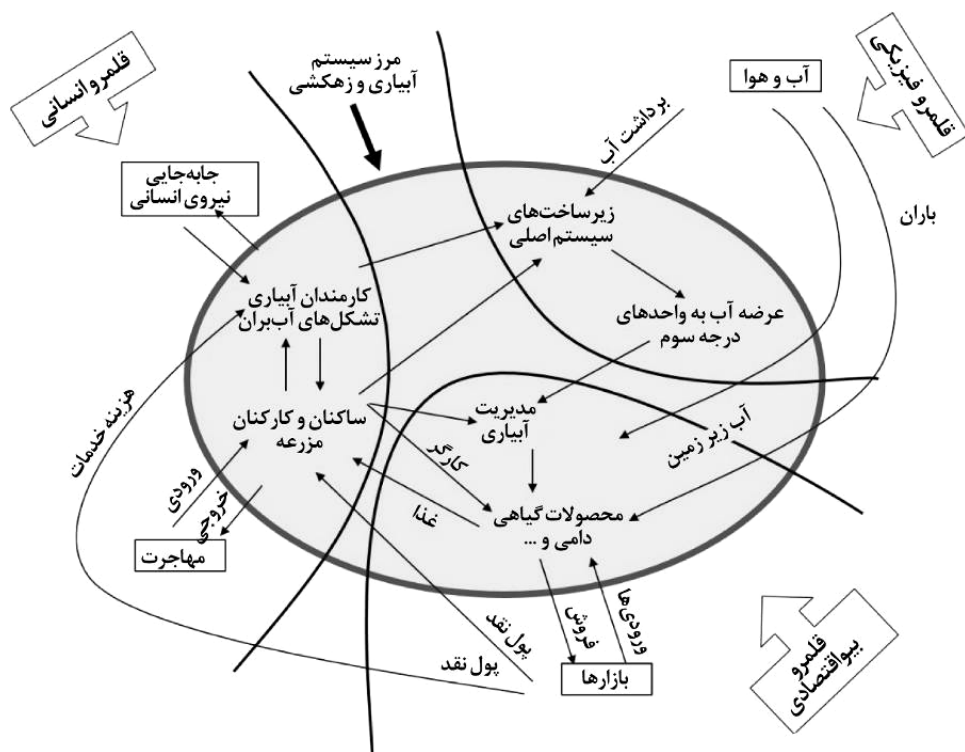 قلمرو انسانی
مرز سیستم
آبیاری و زهکشی
آب و هوا
قلمرو فیزیکی
برداشت آب
جابه‌جایی
نیروی انسانی
باران
زیرساخت‌های
سیستم اصلی
کارمندان آبیاری
تشکل‌های آب‌بران
عرضه آب به واحدهای
درجه سوم
هزینه خدمات
ساکنان و کارکنان
مزرعه
مدیریت
آبیاری
آب زیر زمین
کارگر
ورودی
خروجی
غذا
محصولات گیاهی
دامی و ...
مهاجرت
پول نقد
پول نقد
فروش
ورودی‌ها
بازارها
قلمرو
بیواقتصادی